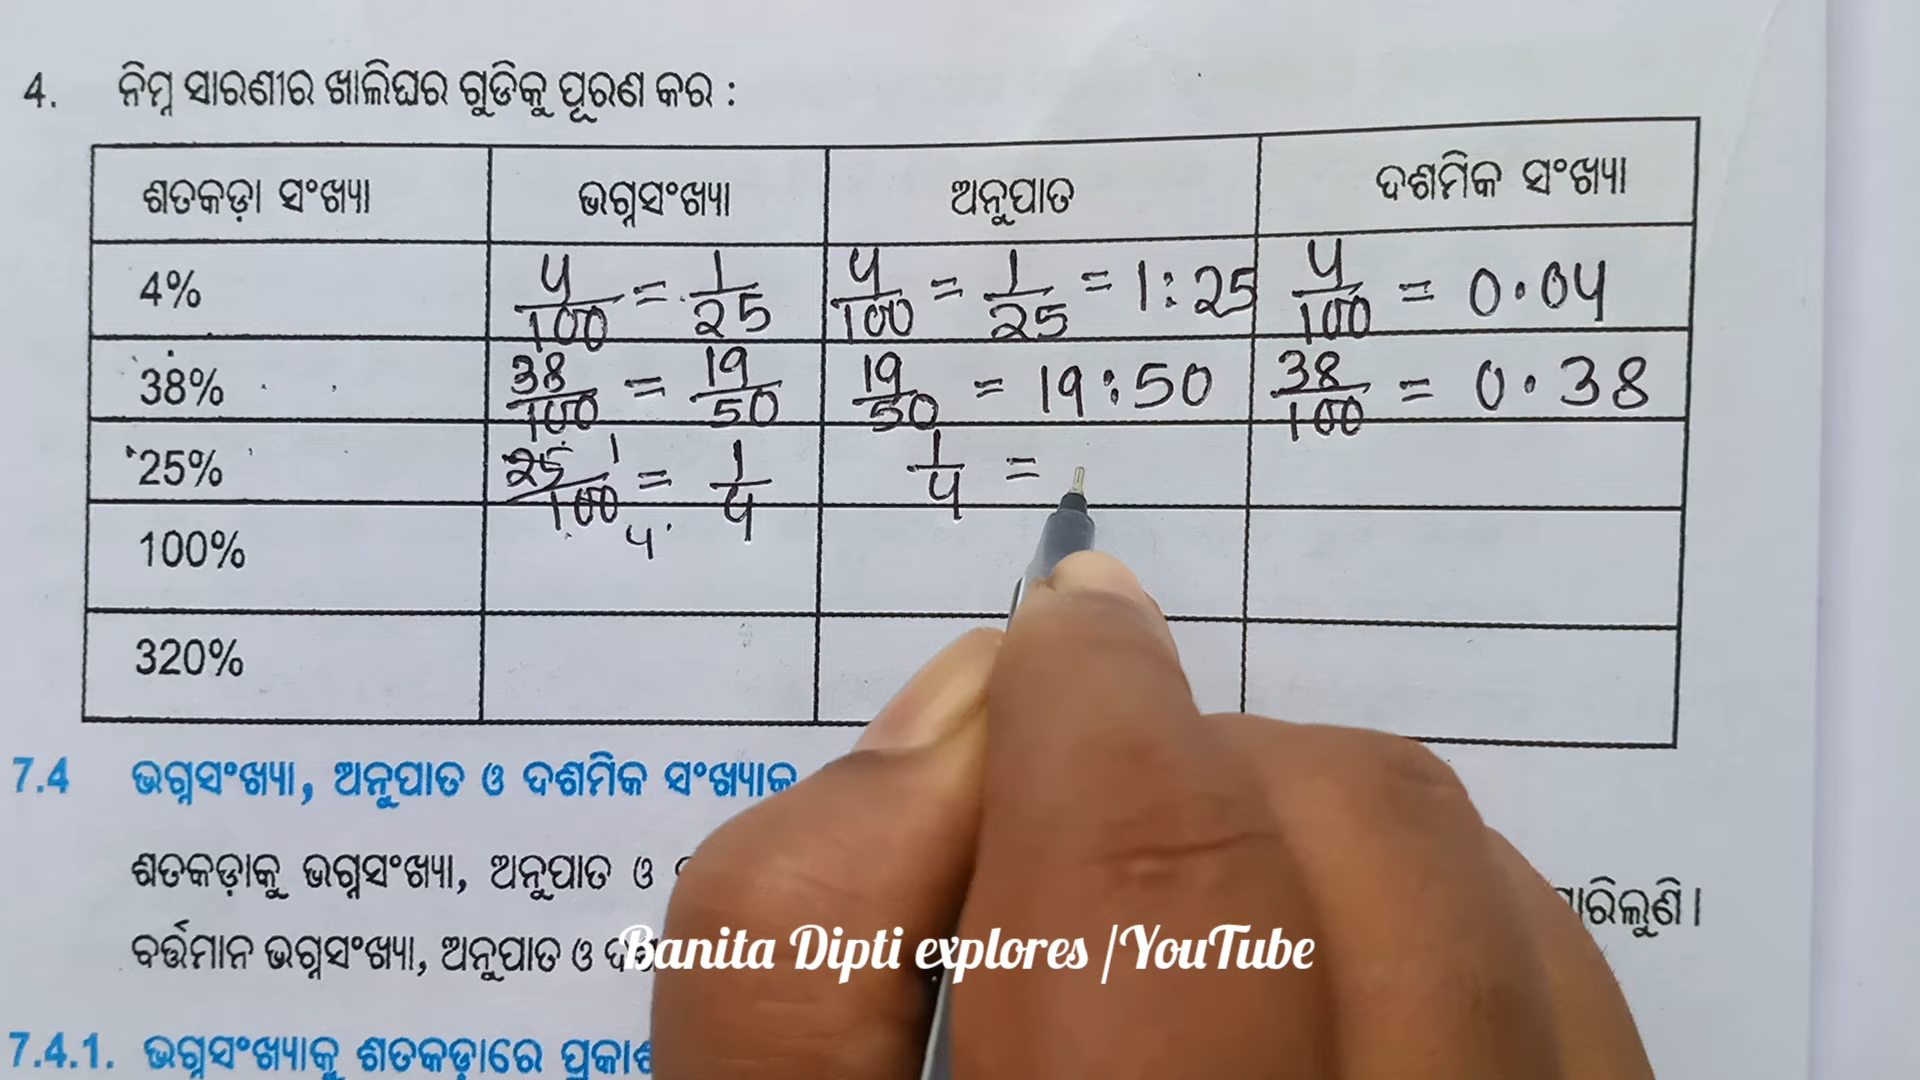 4. ନିମ୍ନ ସାରଣୀର ଖାଲିଘର ଗୁଡିକୁ ପୂରଣ କର :
ଶତକଡ଼ା ସଂଖ୍ୟା ଭଗ୍ନସଂଖ୍ୟା ଅନୁପାତ ଦଶମିକ ସଂଖ୍ୟା
4% 4/100 = 1/25 4/100 = 1/25 = 1:25 4/100 = 0.04
38% 38/100 = 19/50 19/50 = 19:50 38/100 = 0.38
25% 25/100 1 4 = 1/4 1/4 =
100%
320%
7.4 ଭଗ୍ନସଂଖ୍ୟା, ଅନୁପାତ ଓ ଦଶମିକ ସଂଖ୍ୟାକୁ
ଶତକଡ଼ାକୁ ଭଗ୍ନସଂଖ୍ୟା, ଅନୁପାତ ଓ
ବର୍ତ୍ତମାନ ଭଗ୍ନସଂଖ୍ୟା, ଅନୁପାତ ଓ
Banita Dipti explores /YouTube
7.4.1. ଭଗ୍ନସଂଖ୍ୟାକୁ ଶତକଡ଼ାରେ